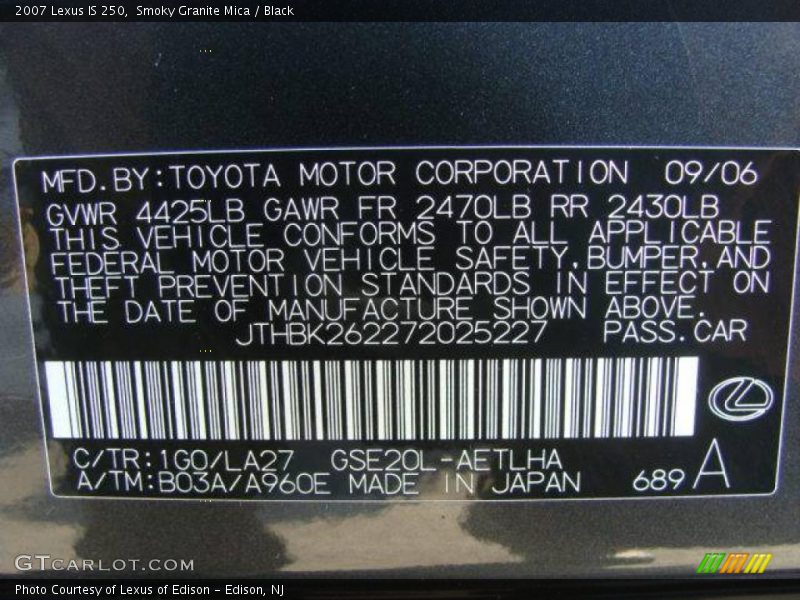 2007 Lexus IS 250,  Smoky Granite Mica / Black
MFD.BY:TOYOTA MOTOR CORPORATION 09/06
GVWR 4425LB GAWR FR 2470LB RR 2430LB
THIS VEHICLE CONFORMS TO ALL APPLICABLE
FEDERAL MOTOR VEHICLE SAFETY,BUMPER,AND
THEFT PREVENTION STANDARDS IN EFFECT ON
THE DATE OF MANUFACTURE SHOWN ABOVE.
JTHBK262272025227 PASS.CAR
C/TR:1G0/LA27 GSE20L-AETLHA
A/TM:B03A/A960E MADE IN JAPAN 689 A
GTCARLOT.COM
Photo Courtesy of Lexus of Edison - Edison, NJ